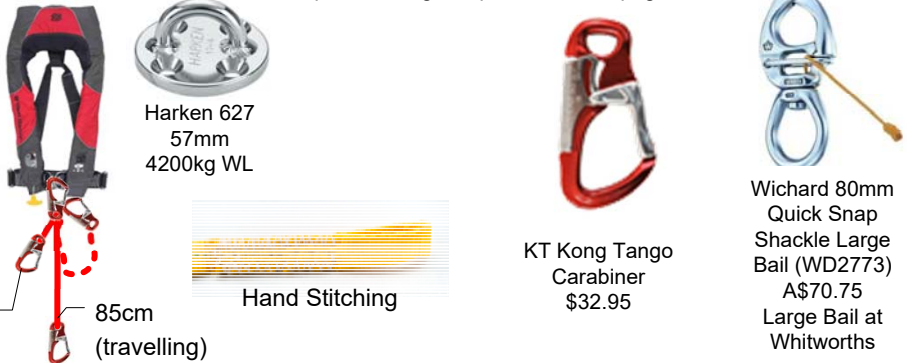 Harken 627
57mm
4200kg WL
HARKEN
Hand Stitching
85cm
(travelling)
KT Kong Tango
Carabiner
$32.95
Wichard 80mm
Quick Snap
Shackle Large
Bail (WD2773)
A$70.75
Large Bail at
Whitworths